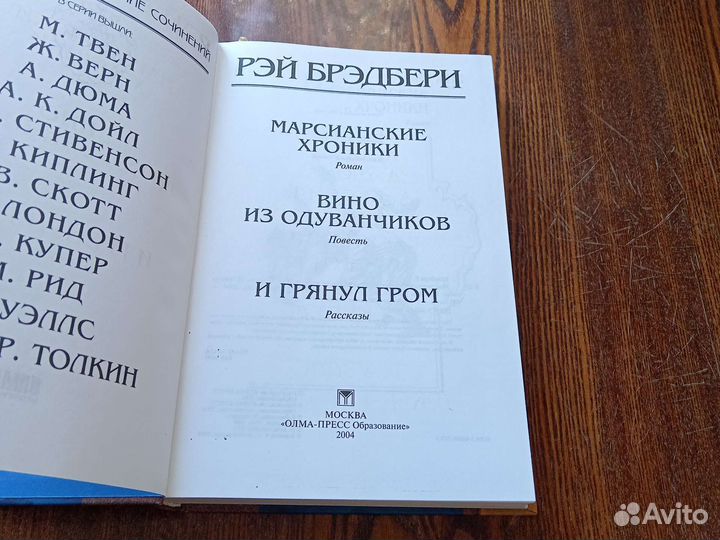 СОЧИНЕНИЙ
В СЕРИИ ВЫШЛИ:
М. ТВЕН
Ж. ВЕРН
А. ДЮМА
А. К. ДОЙЛ
СТИВЕНСОН
КИПЛИНГ
СКОТТ
ЛОНДОН
КУПЕР
РИД
УЭЛЛС
Р. ТОЛКИН
РЭЙ БРЭДБЕРИ
МАРСИАНСКИЕ
ХРОНИКИ
Роман
ВИНО
ИЗ ОДУВАНЧИКОВ
Повесть
И ГРЯНУЛ ГРОМ
Рассказы
МОСКВА
«ОЛМА-ПРЕСС Образование»
2004
Avito